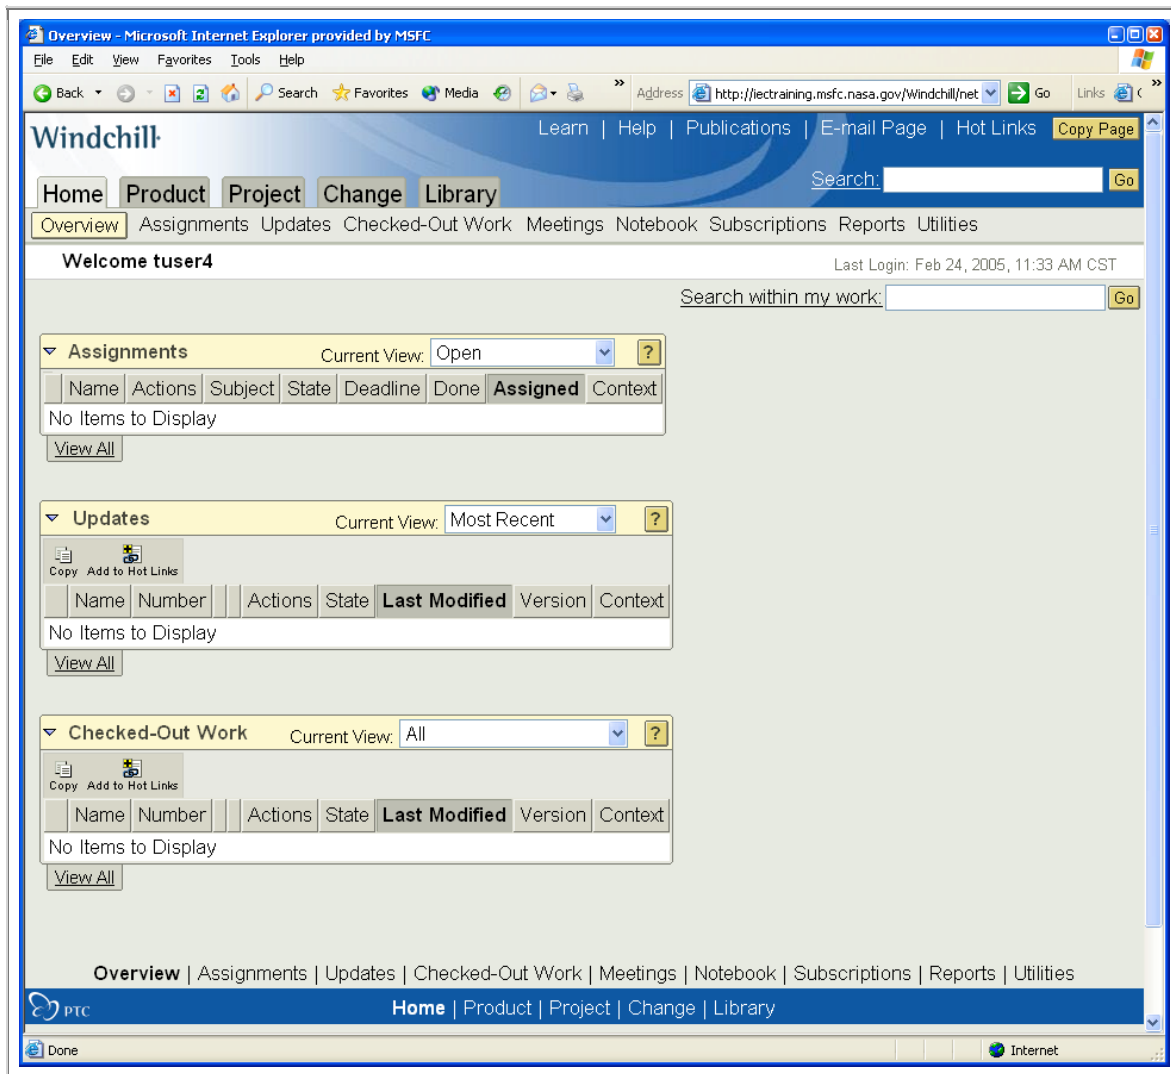 Overview - Microsoft Internet Explorer provided by MSFC
File Edit View Favorites Tools Help
Back Search Favorites Media » Address http://iectraining.msfc.nasa.gov/Windchill/net Go Links »
Windchill
Learn | Help | Publications | E-mail Page | Hot Links Copy Page
Search: Go
Home Product Project Change Library
Overview Assignments Updates Checked-Out Work Meetings Notebook Subscriptions Reports Utilities
Welcome tuser4 Last Login: Feb 24, 2005, 11:33 AM CST
Search within my work: Go
Assignments Current View: Open ?
Name Actions Subject State Deadline Done Assigned Context
No Items to Display
View All
Updates Current View: Most Recent ?
Copy Add to Hot Links
Name Number Actions State Last Modified Version Context
No Items to Display
View All
Checked-Out Work Current View: All ?
Copy Add to Hot Links
Name Number Actions State Last Modified Version Context
No Items to Display
View All
Overview | Assignments | Updates | Checked-Out Work | Meetings | Notebook | Subscriptions | Reports | Utilities
PTC Home | Product | Project | Change | Library
Done Internet